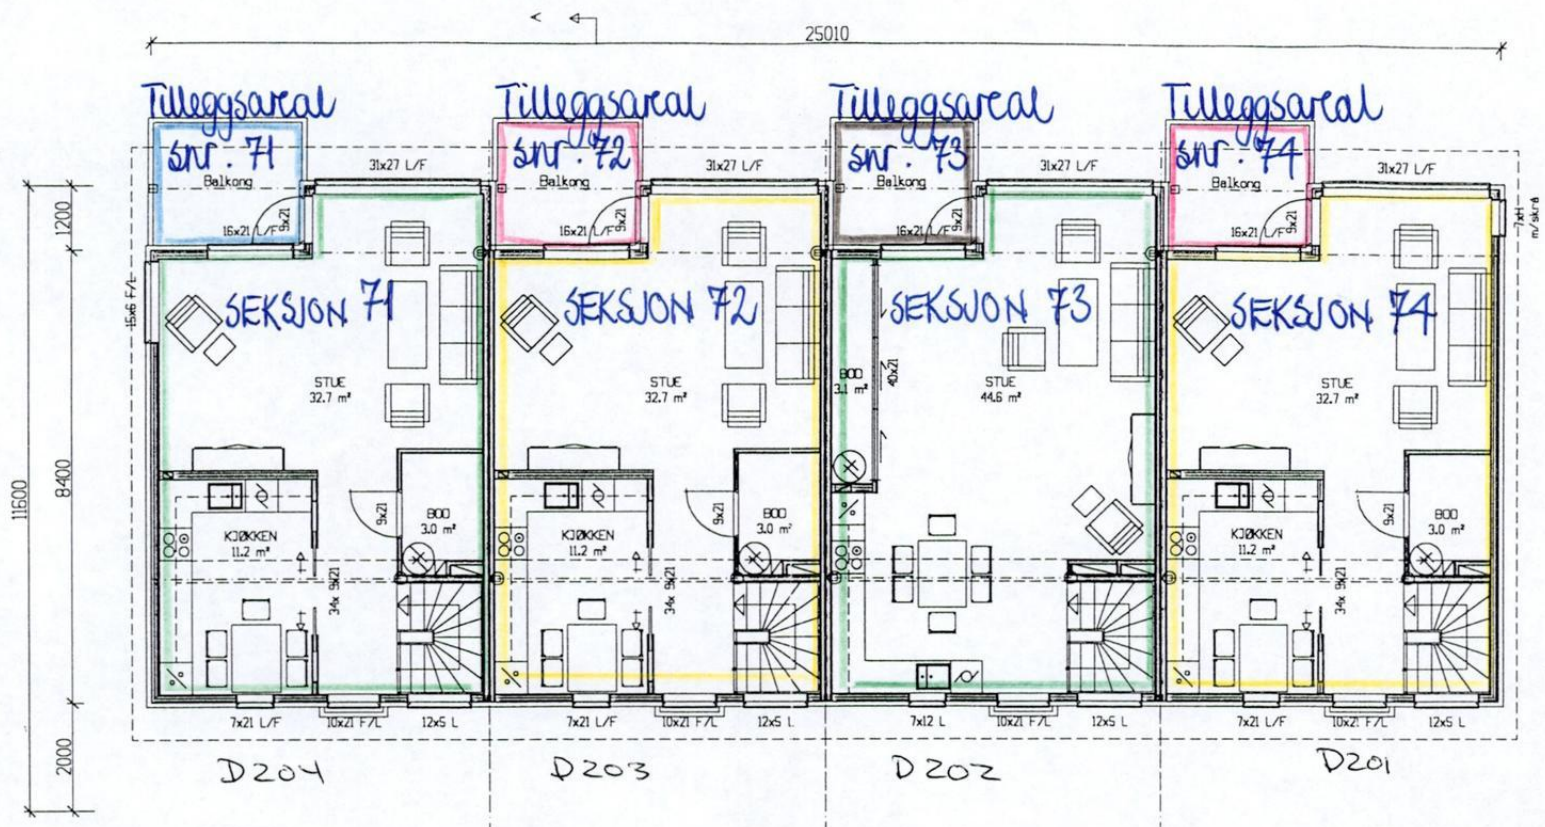 A
25010
Tilleggsareal Tilleggsareal Tilleggsareal Tilleggsareal
snr. 71 snr. 72 snr. 73 snr. 74
31x27 L/F 31x27 L/F 31x27 L/F 31x27 L/F
Balkong Balkong Balkong Balkong
1200
9x21 9x21 9x21 9x21
7x11
m/skrå
16x21 L/F 16x21 L/F 16x21 L/F 16x21 L/F
15x6 F/L
SEKSJON 71 SEKSJON 72 SEKSJON 73 SEKSJON 74
BOD
3.1 m²
40x21
STUE STUE STUE STUE
32.7 m² 32.7 m² 44.6 m² 32.7 m²
11600
8400
9x21 9x21 9x21
BOD BOD BOD
3.0 m² 3.0 m² 3.0 m²
KJØKKEN KJØKKEN KJØKKEN
11.2 m² 11.2 m² 11.2 m²
34x 9x21 34x 9x21 34x 9x21
7x21 L/F 10x21 F/L 12x5 L 7x21 L/F 10x21 F/L 12x5 L 7x12 L 10x21 F/L 12x5 L 7x21 L/F 10x21 F/L 12x5 L
2000
D204 D203 D202 D201